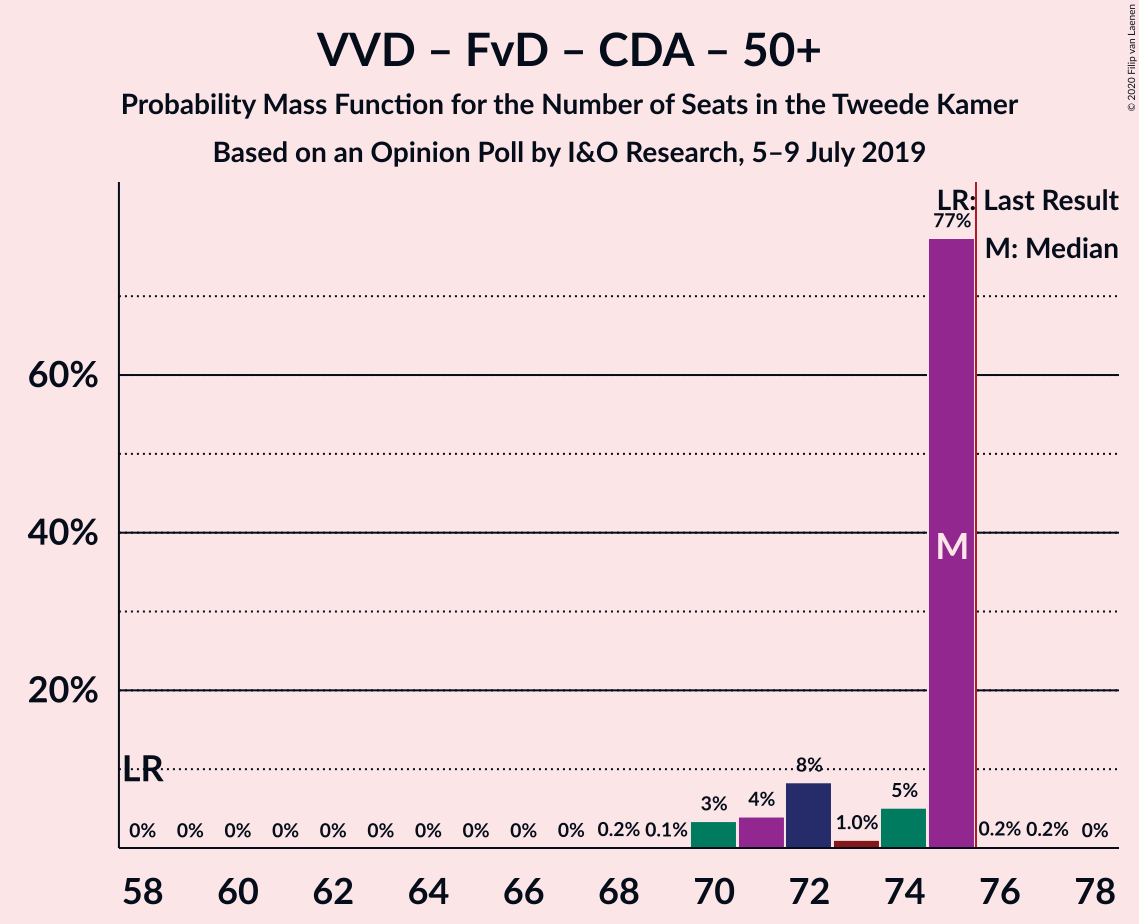 VVD – FvD – CDA – 50+
Probability Mass Function for the Number of Seats in the Tweede Kamer
Based on an Opinion Poll by I&O Research, 5–9 July 2019
© 2020 Filip van Laenen
LR: Last Result
M: Median
77%
60%
40%
M
20%
LR
0% 0% 0% 0% 0% 0% 0% 0% 0% 0% 0.2% 0.1% 3% 4% 8% 1.0% 5% 0.2% 0.2% 0%
58 60 62 64 66 68 70 72 74 76 78